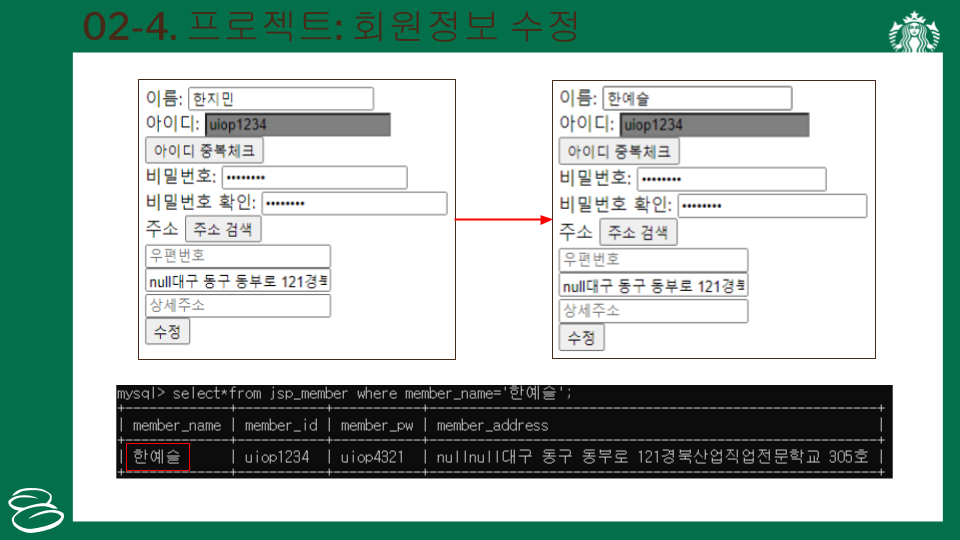 02-4. 프로젝트: 회원정보 수정
이름: 한지민
아이디: uiop1234
아이디 중복체크
비밀번호: ••••••••
비밀번호 확인: ••••••••
주소 주소 검색
우편번호
null대구 동구 동부로 121경북
상세주소
수정
이름: 한예슬
아이디: uiop1234
아이디 중복체크
비밀번호: ••••••••
비밀번호 확인: ••••••••
주소 주소 검색
우편번호
null대구 동구 동부로 121경북
상세주소
수정
mysql> select*from jsp_member where member_name='한예슬';
| member_name | member_id | member_pw | member_address |
| 한예슬 | uiop1234 | uiop4321 | nullnull대구 동구 동부로 121경북산업직업전문학교 305호 |